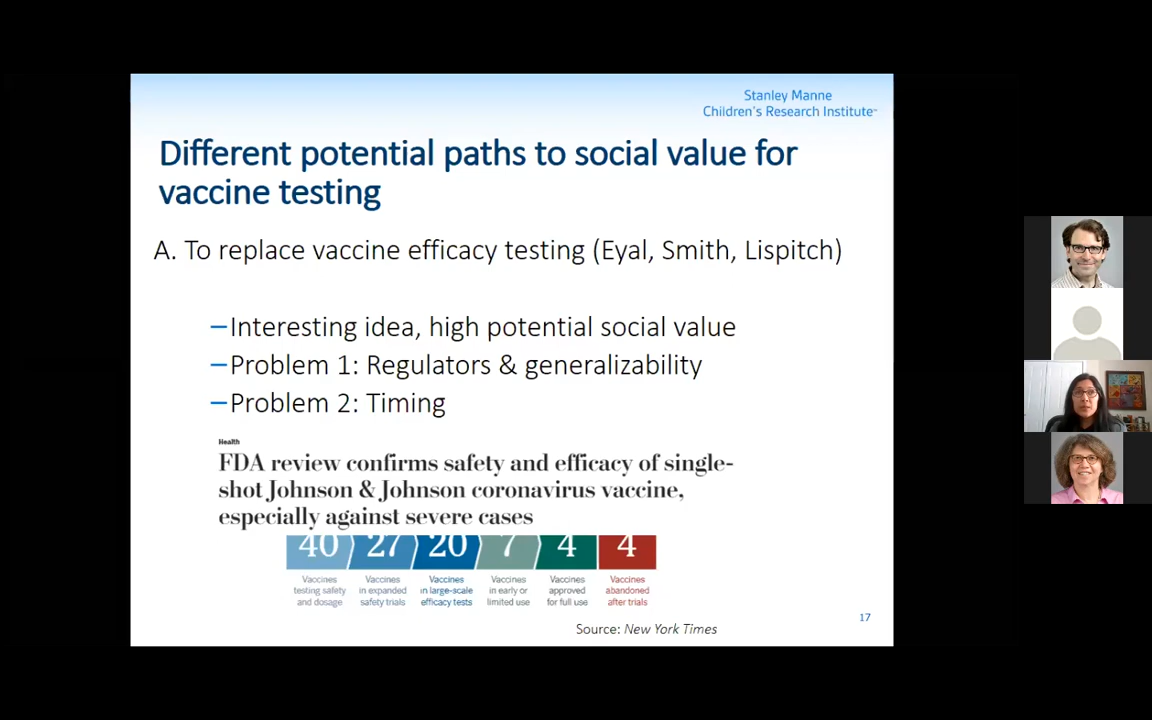 Stanley Manne
Children's Research Institute™
Different potential paths to social value for
vaccine testing
A. To replace vaccine efficacy testing (Eyal, Smith, Lispitch)
–Interesting idea, high potential social value
–Problem 1: Regulators & generalizability
–Problem 2: Timing
Health
FDA review confirms safety and efficacy of single-
shot Johnson & Johnson coronavirus vaccine,
especially against severe cases
40 27 20 7 4 4
Vaccines Vaccines Vaccines Vaccines Vaccines Vaccines
testing safety in expanded in large-scale in early or approved abandoned
and dosage safety trials efficacy tests limited use for full use after trials
17
Source: New York Times